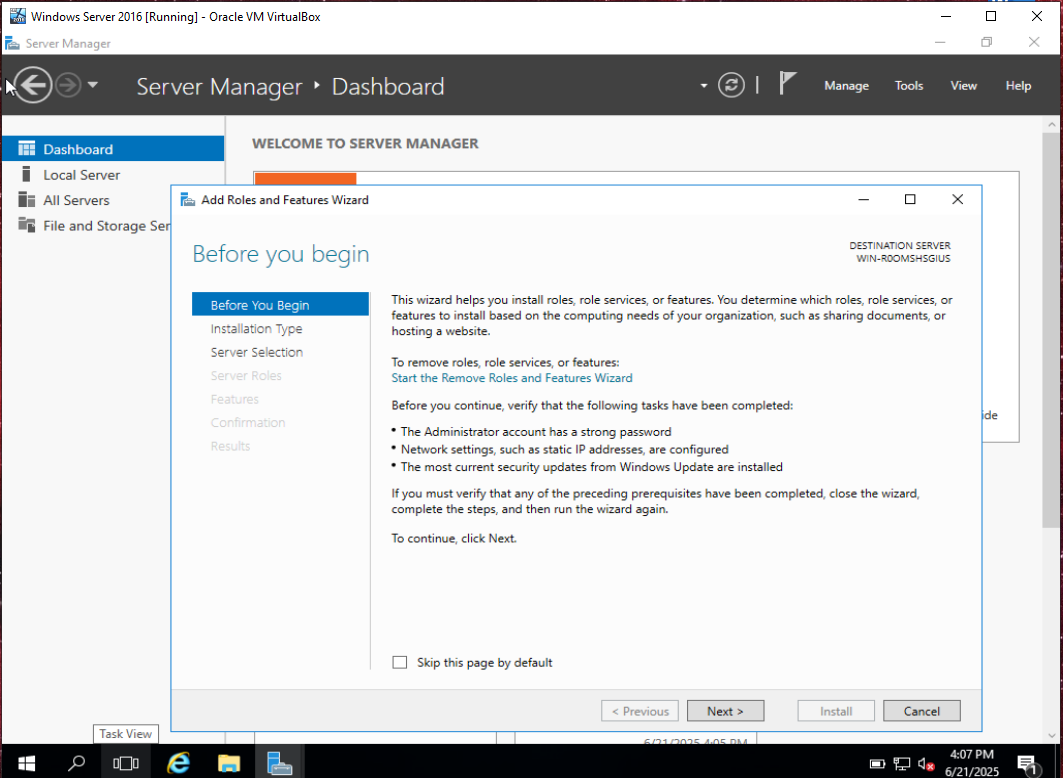 Windows Server 2016 [Running] - Oracle VM VirtualBox
Server Manager
Server Manager ‣ Dashboard
Manage
Tools
View
Help
Dashboard
Local Server
All Servers
File and Storage Ser
WELCOME TO SERVER MANAGER
Add Roles and Features Wizard
Before you begin
DESTINATION SERVER
WIN-R0OMSHSGIUS
Before You Begin
Installation Type
Server Selection
Server Roles
Features
Confirmation
Results
This wizard helps you install roles, role services, or features. You determine which roles, role services, or
features to install based on the computing needs of your organization, such as sharing documents, or
hosting a website.
To remove roles, role services, or features:
Start the Remove Roles and Features Wizard
Before you continue, verify that the following tasks have been completed:
• The Administrator account has a strong password
• Network settings, such as static IP addresses, are configured
• The most current security updates from Windows Update are installed
If you must verify that any of the preceding prerequisites have been completed, close the wizard,
complete the steps, and then run the wizard again.
To continue, click Next.
Skip this page by default
< Previous
Next >
Install
Cancel
ide
6/21/2025 4:05 PM
Task View
4:07 PM
6/21/2025
1